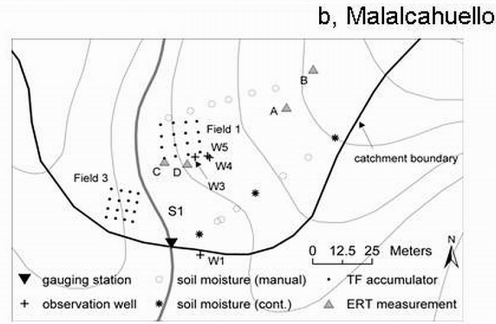 b, Malalcahuello
B
A
Field 1
W5
W4
C D
W3
catchment boundary
Field 3
S1
N
0 12.5 25 Meters
W1
gauging station
soil moisture (manual)
TF accumulator
observation well
soil moisture (cont.)
ERT measurement